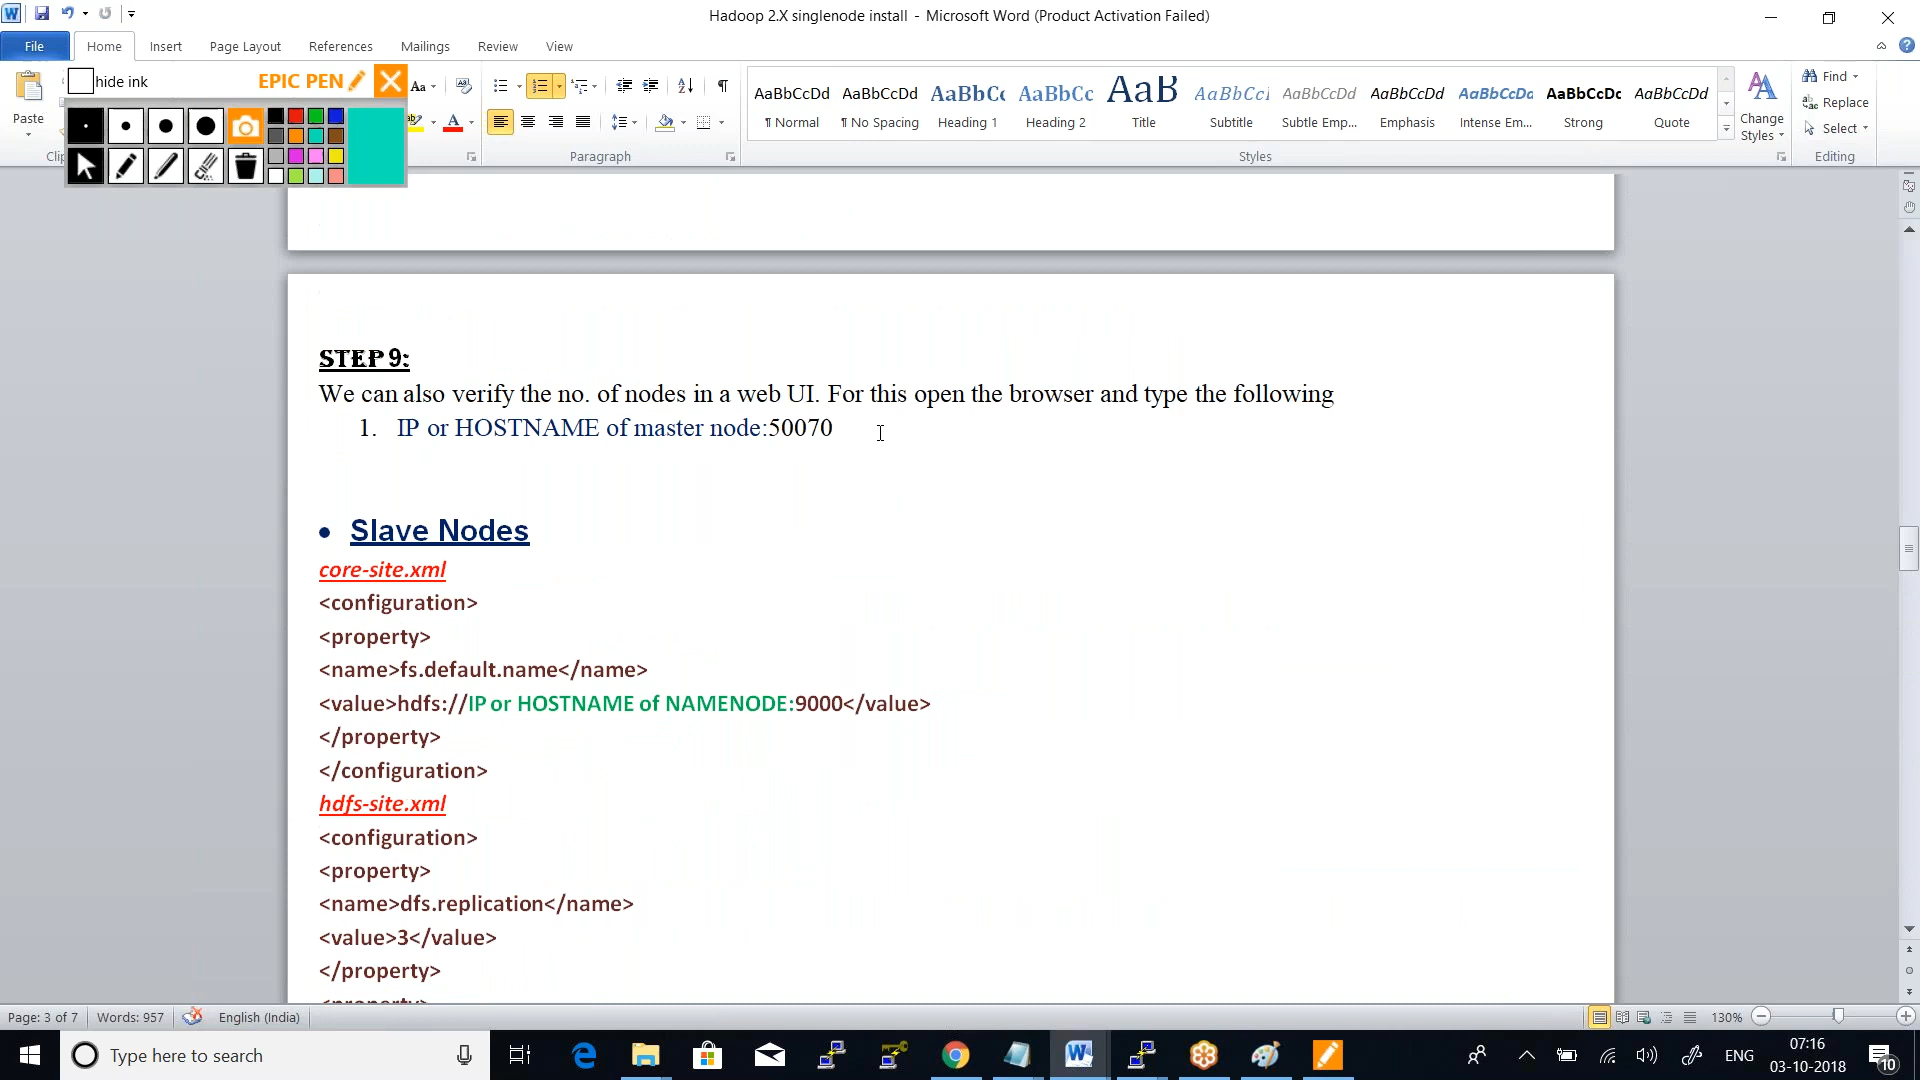 Hadoop 2.X singlenode install - Microsoft Word (Product Activation Failed)
File Home Insert Page Layout References Mailings Review View
hide ink EPIC PEN
Paste
Aa
AaBbCcDd AaBbCcDd AaBbCc AaBbCc AaB AaBbCcI AaBbCcDd AaBbCcDd AaBbCcDd AaBbCcDc AaBbCcDd
¶ Normal ¶ No Spacing Heading 1 Heading 2 Title Subtitle Subtle Emp... Emphasis Intense Em... Strong Quote
Change Styles
Find
Replace
Select
Paragraph Styles Editing
STEP 9:
We can also verify the no. of nodes in a web UI. For this open the browser and type the following
1. IP or HOSTNAME of master node:50070
• Slave Nodes
core-site.xml
<configuration>
<property>
<name>fs.default.name</name>
<value>hdfs://IP or HOSTNAME of NAMENODE:9000</value>
</property>
</configuration>
hdfs-site.xml
<configuration>
<property>
<name>dfs.replication</name>
<value>3</value>
</property>
<property>
Page: 3 of 7 Words: 957 English (India) 130%
Type here to search
ENG
07:16
03-10-2018
10